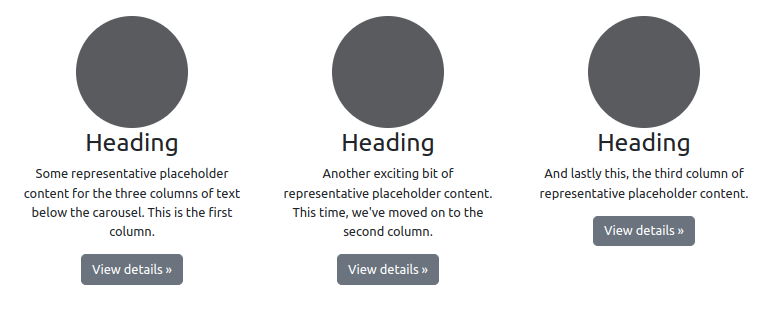 Heading
Some representative placeholder
content for the three columns of text
below the carousel. This is the first
column.
View details »
Heading
Another exciting bit of
representative placeholder content.
This time, we've moved on to the
second column.
View details »
Heading
And lastly this, the third column of
representative placeholder content.
View details »